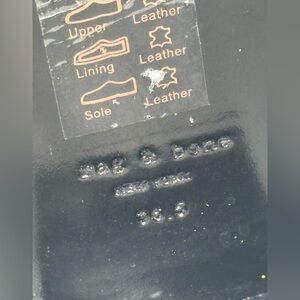 Upper Leather
Lining Leather
Sole Leather
rag & bone
NEW YORK
36.5